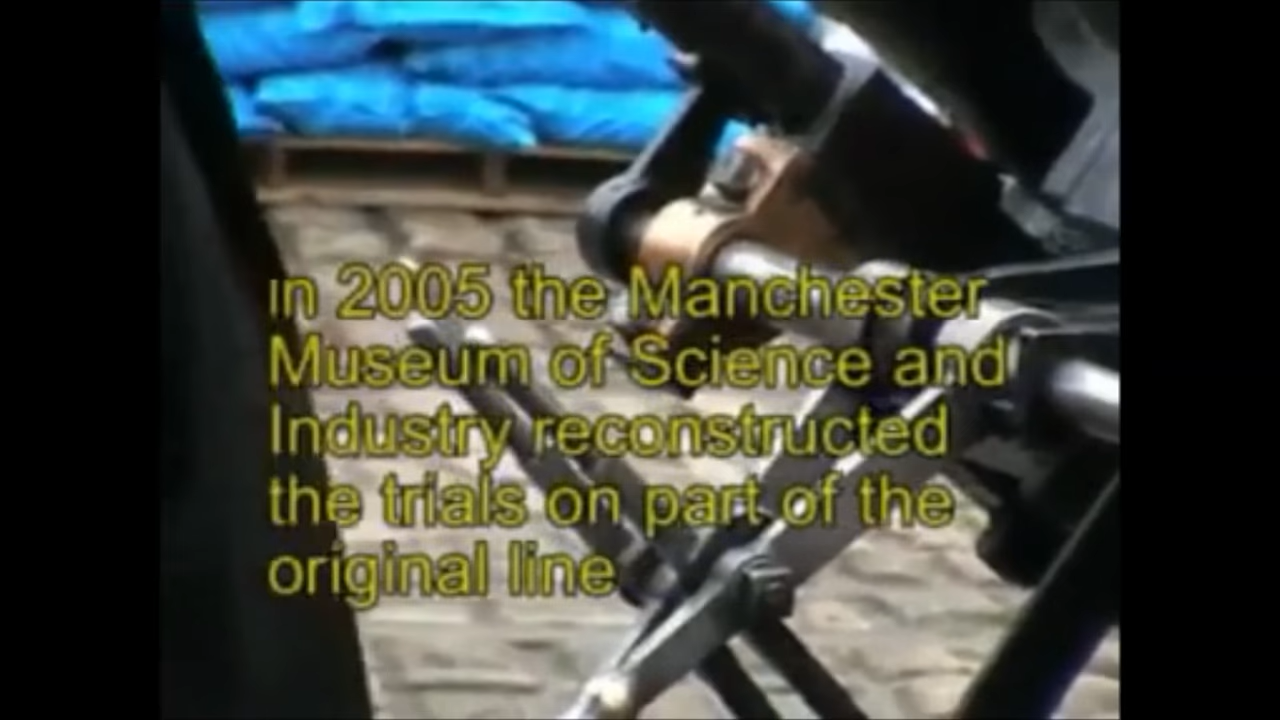 in 2005 the Manchester
Museum of Science and
Industry reconstructed
the trials on part of the
original line